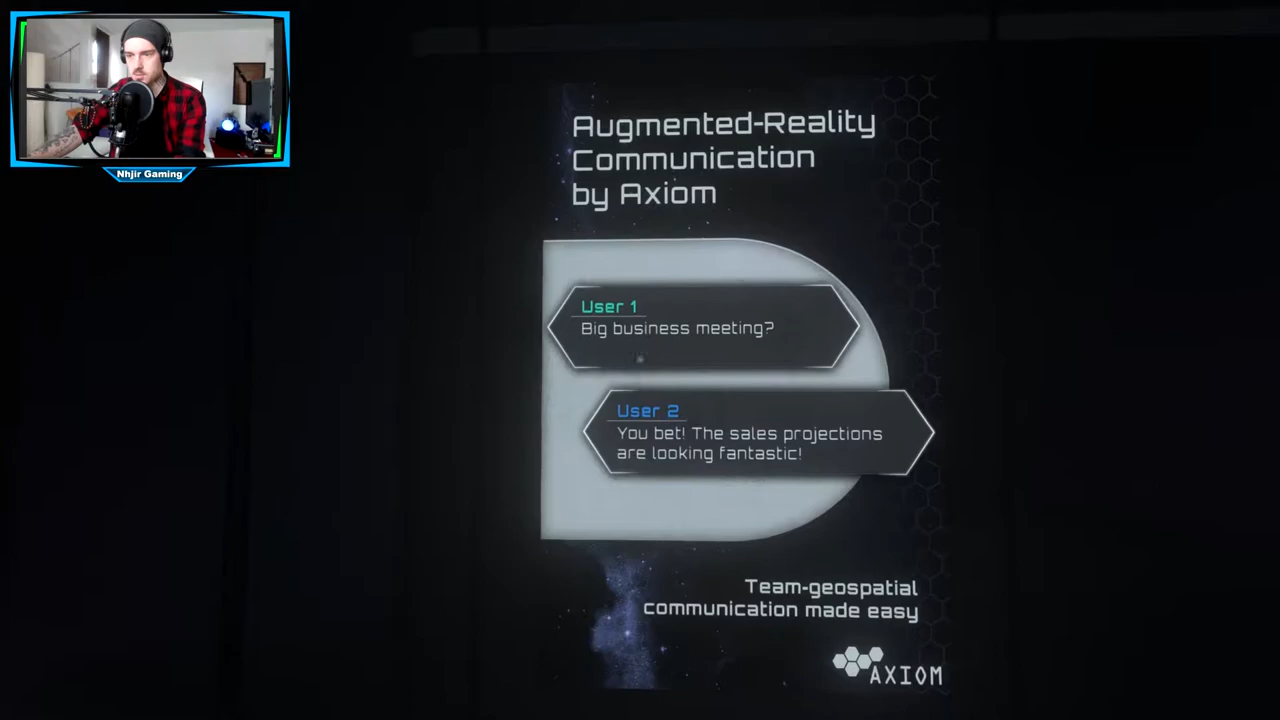 Nhjir Gaming
Augmented-Reality
Communication
by Axiom
User 1
Big business meeting?
User 2
You bet! The sales projections
are looking fantastic!
Team-geospatial
communication made easy
AXIOM